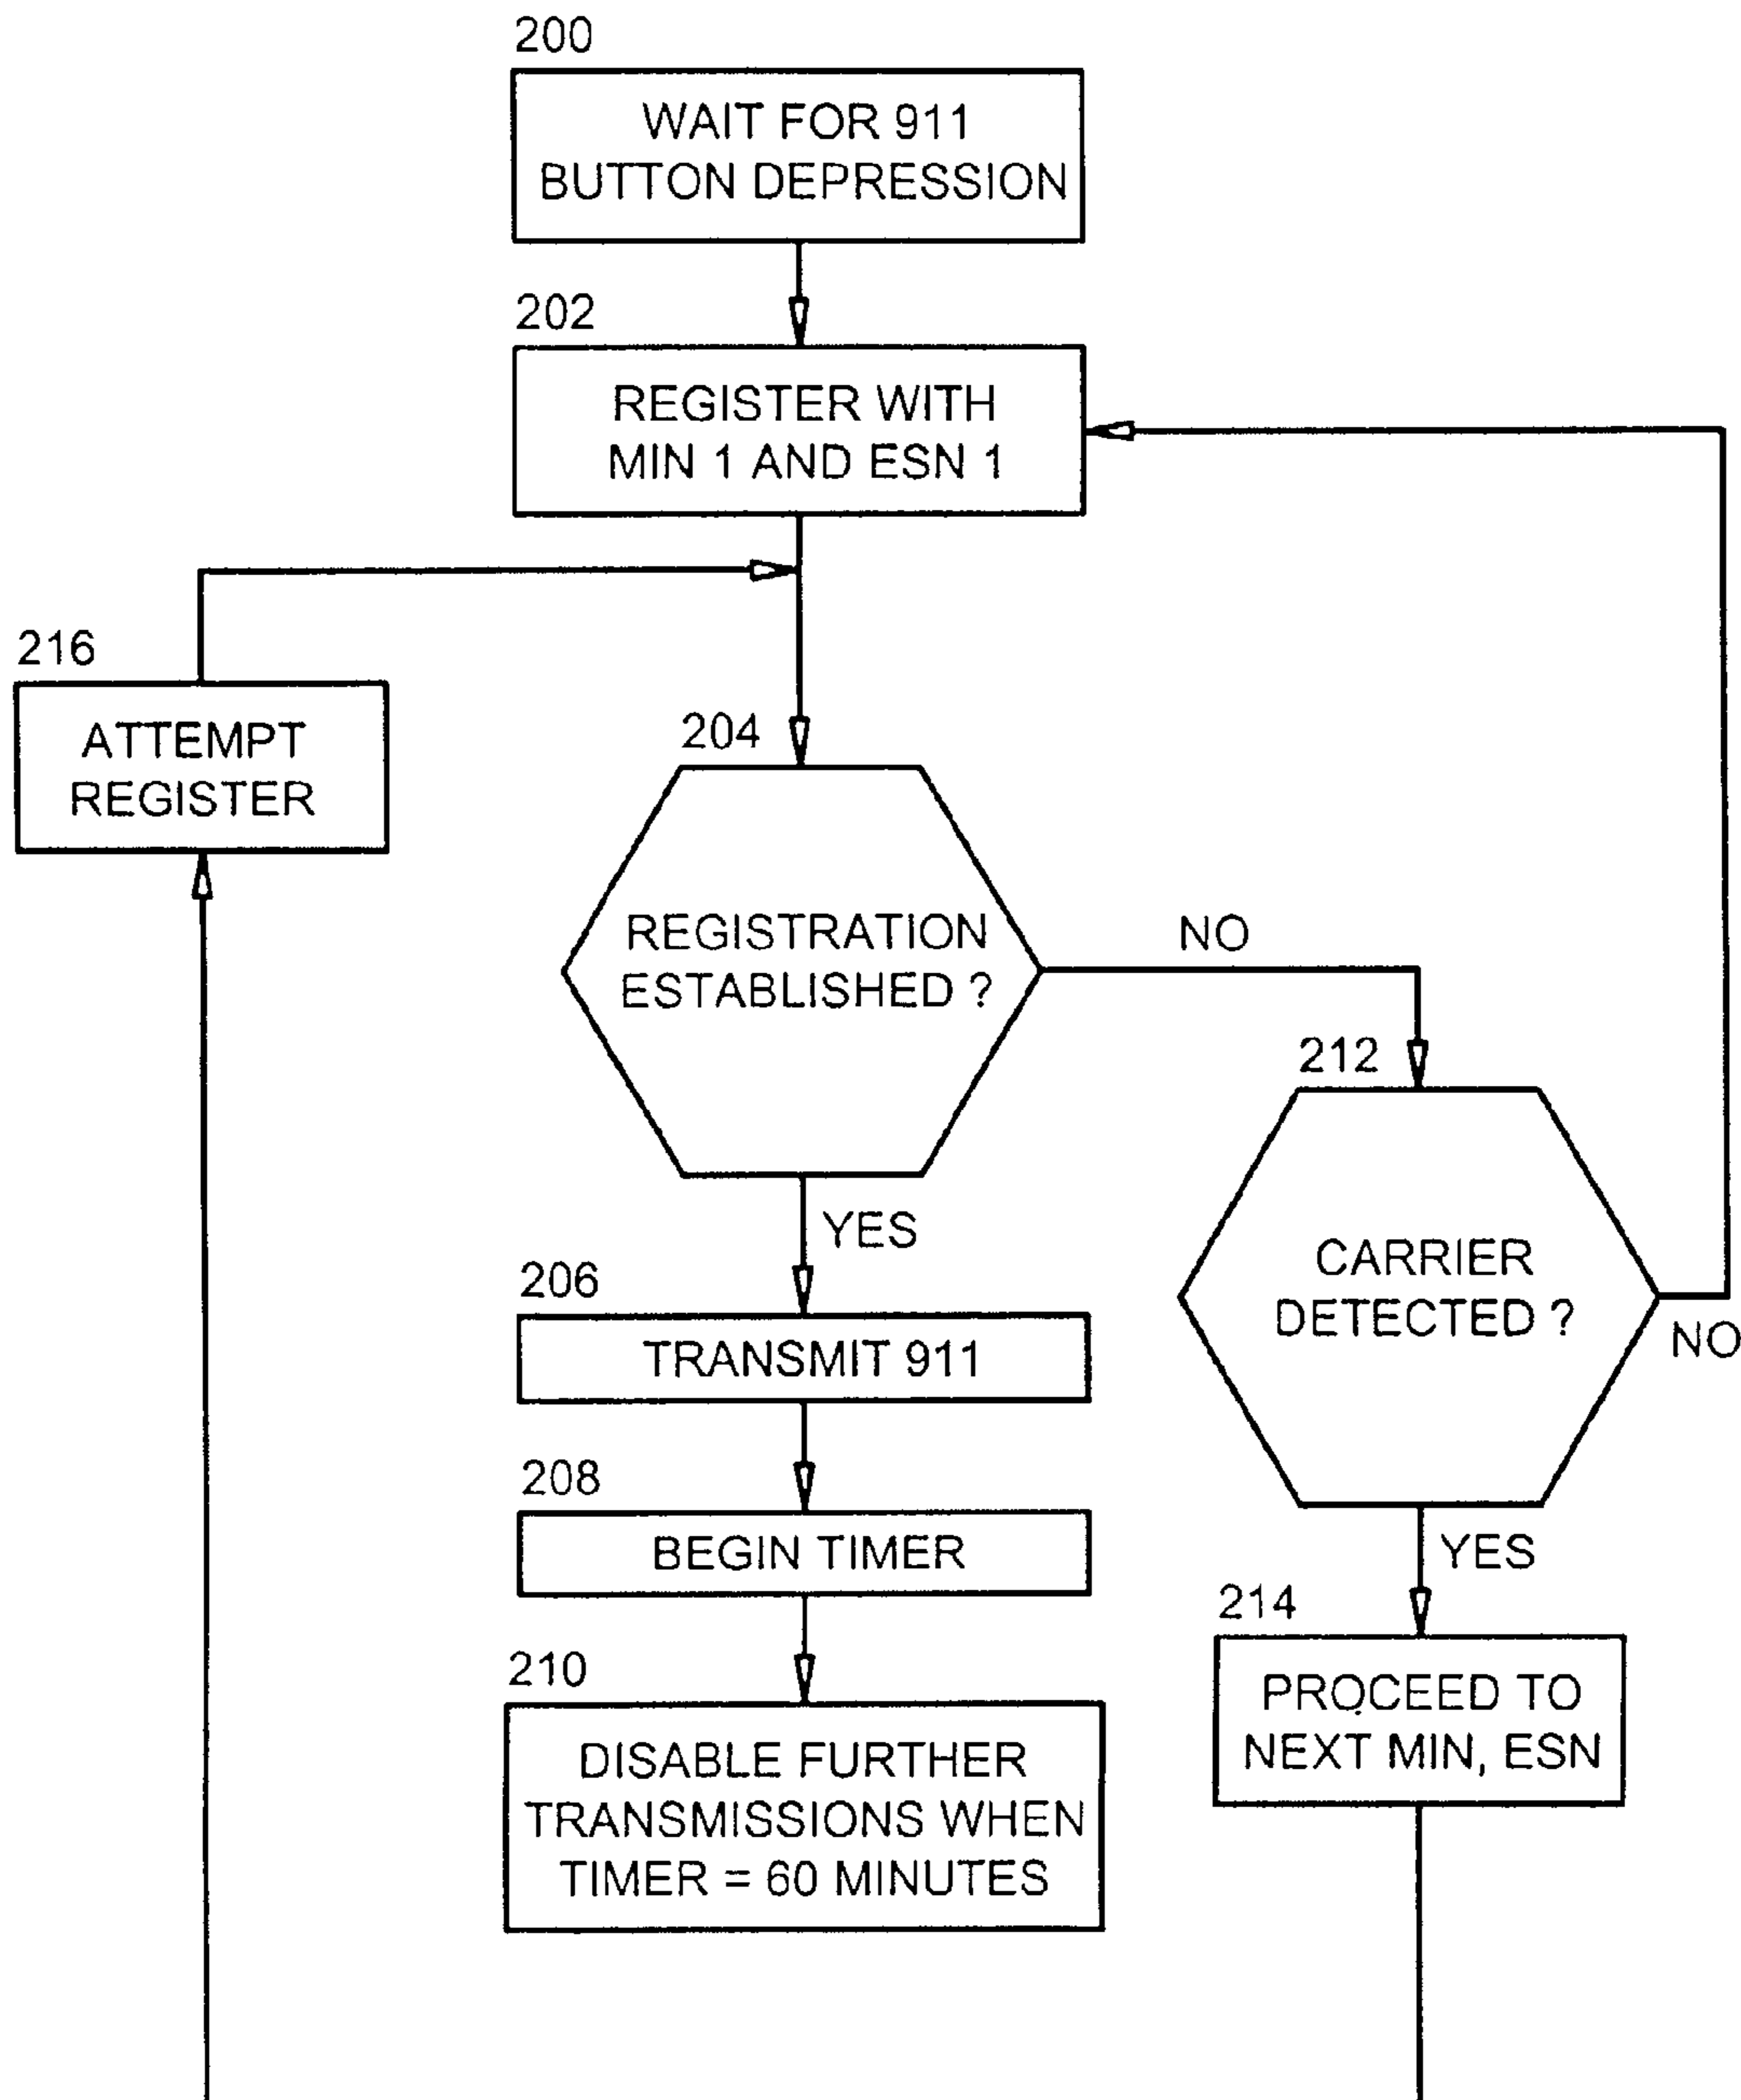 200
WAIT FOR 911
BUTTON DEPRESSION
202
REGISTER WITH
MIN 1 AND ESN 1
216
ATTEMPT
REGISTER
204
REGISTRATION
ESTABLISHED ?
NO
212
CARRIER
DETECTED ?
NO
YES
206
TRANSMIT 911
208
BEGIN TIMER
YES
214
PROCEED TO
NEXT MIN, ESN
210
DISABLE FURTHER
TRANSMISSIONS WHEN
TIMER = 60 MINUTES